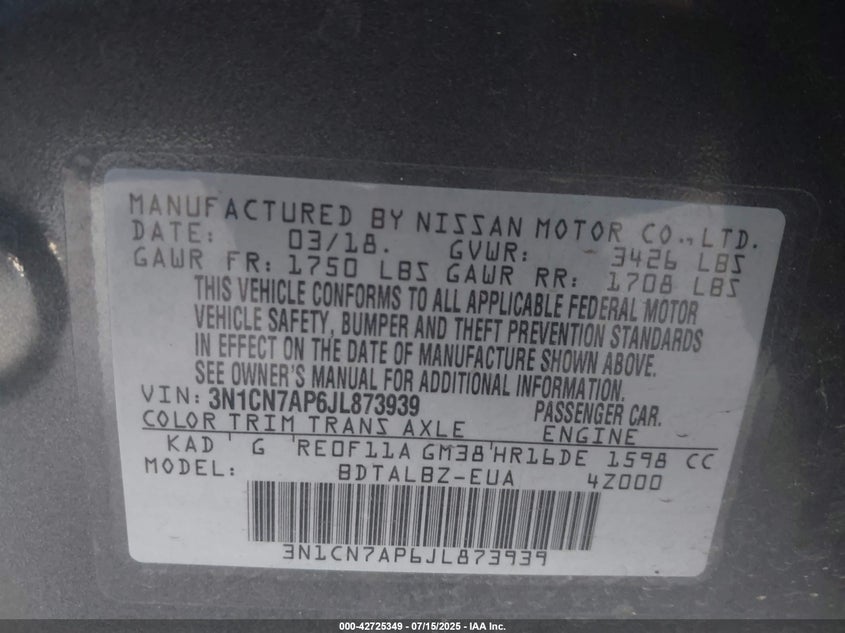 MANUFACTURED BY NISSAN MOTOR CO.,LTD.
DATE: 03/18. GVWR: 3426 LBS
GAWR FR: 1750 LBS GAWR RR: 1708 LBS
THIS VEHICLE CONFORMS TO ALL APPLICABLE FEDERAL MOTOR
VEHICLE SAFETY, BUMPER AND THEFT PREVENTION STANDARDS
IN EFFECT ON THE DATE OF MANUFACTURE SHOWN ABOVE.
SEE OWNER'S MANUAL FOR ADDITIONAL INFORMATION.
VIN: 3N1CN7AP6JL873939 PASSENGER CAR.
COLOR TRIM TRANS AXLE ENGINE
KAD ' G 'RE0F11A GM38'HR16DE 1598 CC
MODEL: BDTALBZ-EUA 4Z000
3N1CN7AP6JL873939
000-42725349 - 07/15/2025 - IAA Inc.